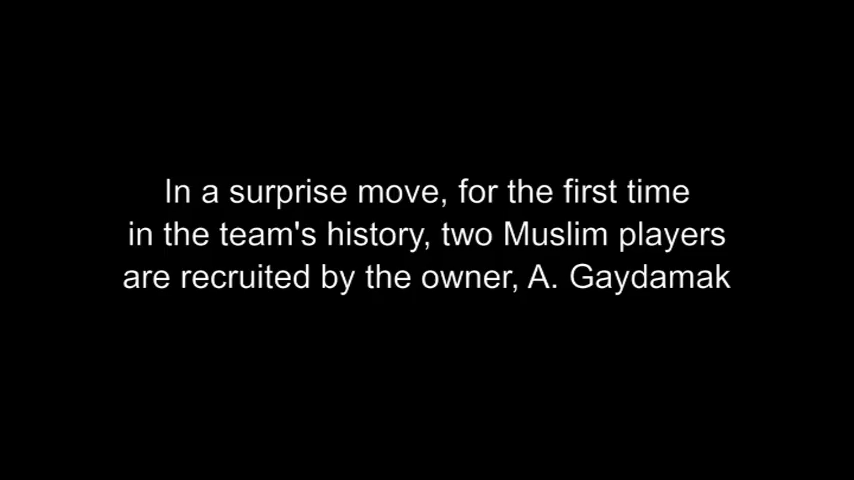 In a surprise move, for the first time
in the team's history, two Muslim players
are recruited by the owner, A. Gaydamak